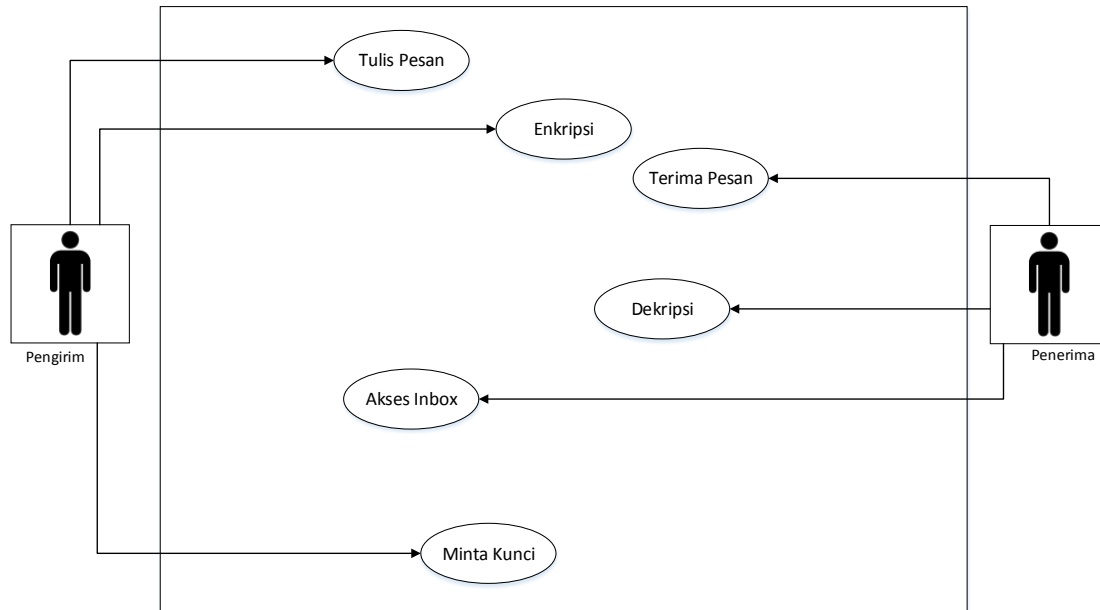 Tulis Pesan
Enkripsi
Terima Pesan
Dekripsi
Pengirim
Penerima
Akses Inbox
Minta Kunci